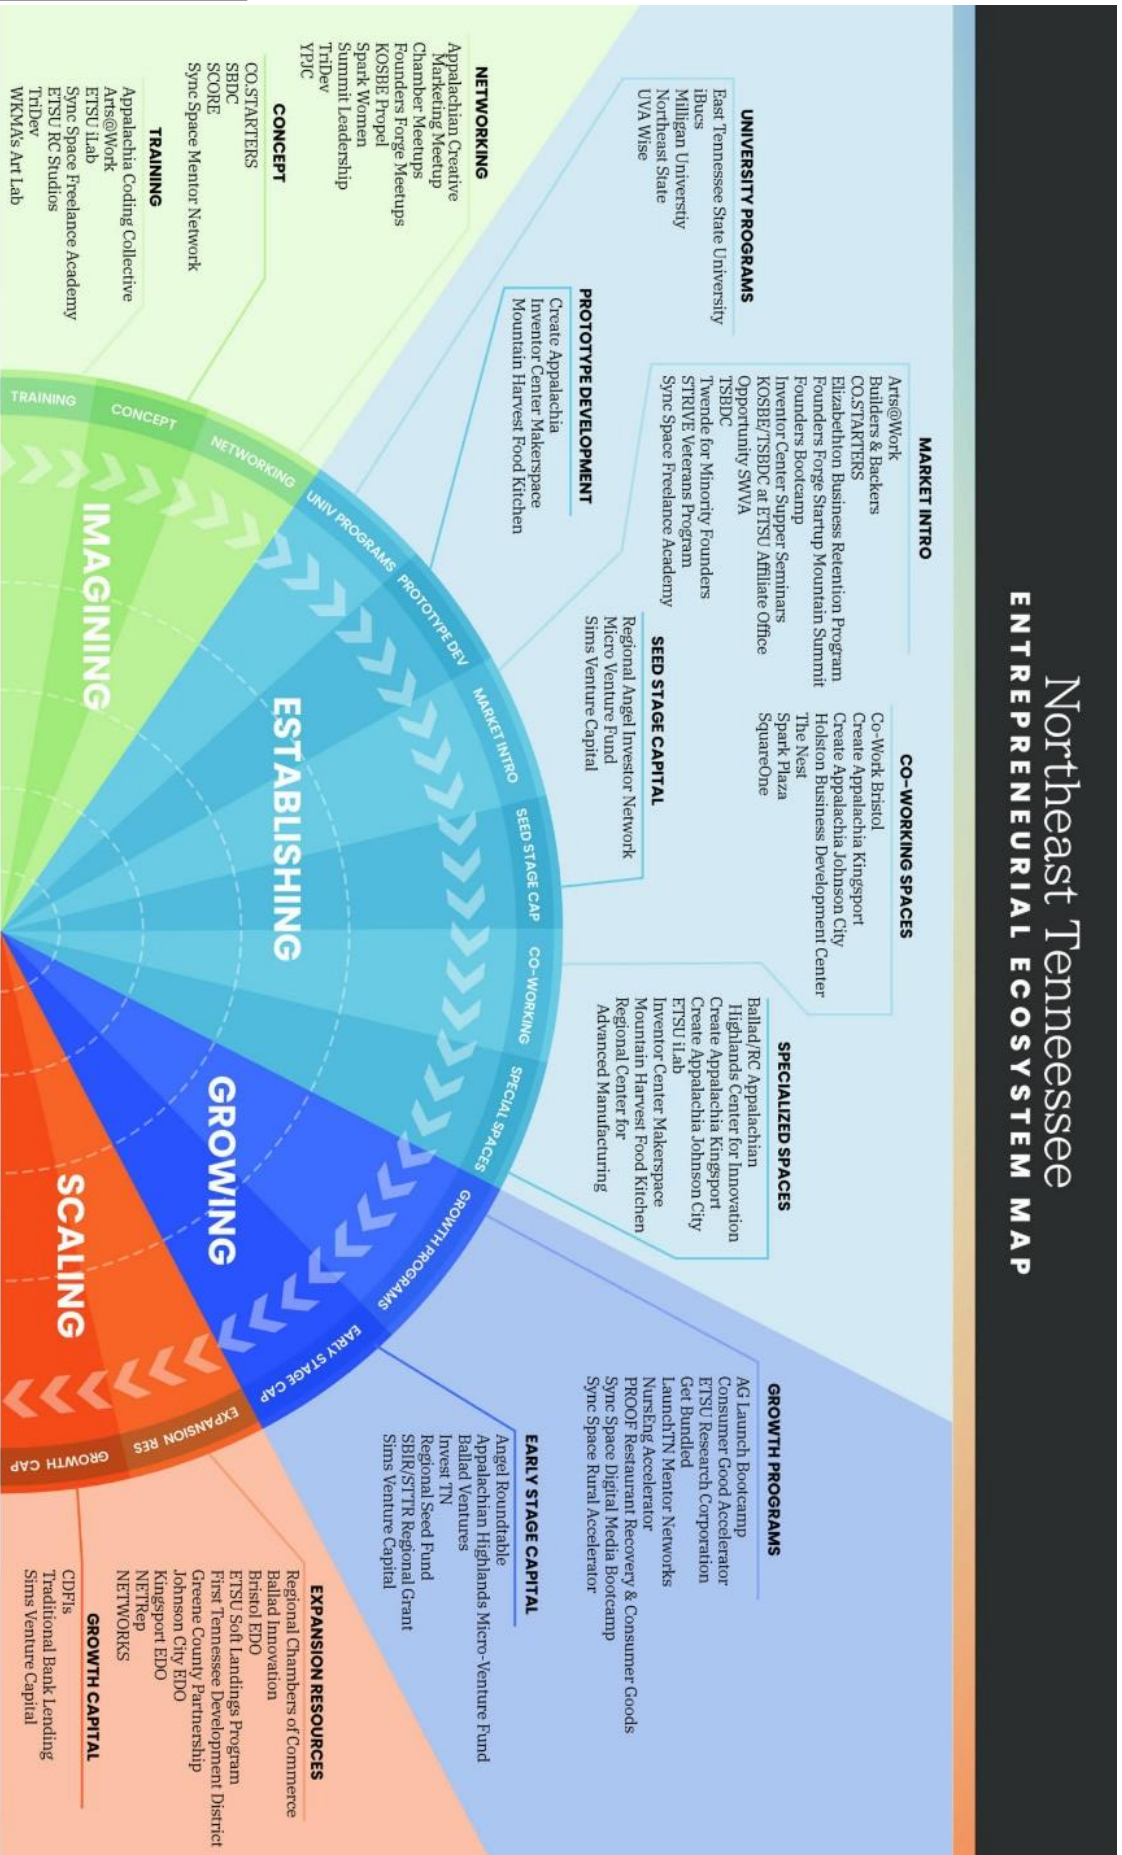 Northeast Tenneessee
ENTREPRENEURIAL ECOSYSTEM MAP
TRAINING
Appalachia Coding Collective
Arts@Work
ETSU iLab
Sync Space Freelance Academy
ETSU RC Studios
TriDev
WKMA's Art Lab
CONCEPT
CO.STARTERS
SBDC
SCORE
Sync Space Mentor Network
NETWORKING
Appalachian Creative
Marketing Meetup
Chamber Meetups
Founders Forge Meetups
KOSBE Propel
Spark Women
Summit Leadership
TriDev
YPJC
UNIVERSITY PROGRAMS
East Tennessee State University
iBucs
Milligan Universtiy
Northeast State
UVA Wise
PROTOTYPE DEVELOPMENT
Create Appalachia
Inventor Center Makerspace
Mountain Harvest Food Kitchen
MARKET INTRO
Arts@Work
Builders & Backers
CO.STARTERS
Elizabethton Business Retention Program
Founders Forge Startup Mountain Summit
Founders Bootcamp
Inventor Center Supper Seminars
KOSBE/TSBDC at ETSU Affiliate Office
Opportunity SWVA
TSBDC
Twende for Minority Founders
STRIVE Veterans Program
Sync Space Freelance Academy
SEED STAGE CAPITAL
Regional Angel Investor Network
Micro Venture Fund
Sims Venture Capital
CO-WORKING SPACES
Co-Work Bristol
Create Appalachia Kingsport
Create Appalachia Johnson City
Holston Business Development Center
The Nest
Spark Plaza
SquareOne
SPECIALIZED SPACES
Ballad/RC Appalachian
Highlands Center for Innovation
Create Appalachia Kingsport
Create Appalachia Johnson City
ETSU iLab
Inventor Center Makerspace
Mountain Harvest Food Kitchen
Regional Center for
Advanced Manufacturing
GROWTH PROGRAMS
AG Launch Bootcamp
Consumer Good Accelerator
ETSU Research Corporation
Get Bundled
LaunchTN Mentor Networks
NursEng Accelerator
PROOF Restaurant Recovery & Consumer Goods
Sync Space Digital Media Bootcamp
Sync Space Rural Accelerator
EARLY STAGE CAPITAL
Angel Roundtable
Appalachian Highlands Micro-Venture Fund
Ballad Ventures
Invest TN
Regional Seed Fund
SBIR/STTR Regional Grant
Sims Venture Capital
EXPANSION RESOURCES
Regional Chambers of Commerce
Ballad Innovation
Bristol EDO
ETSU Soft Landings Program
First Tennessee Development District
Greene County Partnership
Johnson City EDO
Kingsport EDO
NETRep
NETWORKS
GROWTH CAPITAL
CDFIs
Traditional Bank Lending
Sims Venture Capital
TRAINING
CONCEPT
NETWORKING
UNIV PROGRAMS
PROTOTYPE DEV
MARKET INTRO
SEED STAGE CAP
CO-WORKING
SPECIAL SPACES
GROWTH PROGRAMS
EARLY STAGE CAP
EXPANSION RES
GROWTH CAP
IMAGINING
ESTABLISHING
GROWING
SCALING